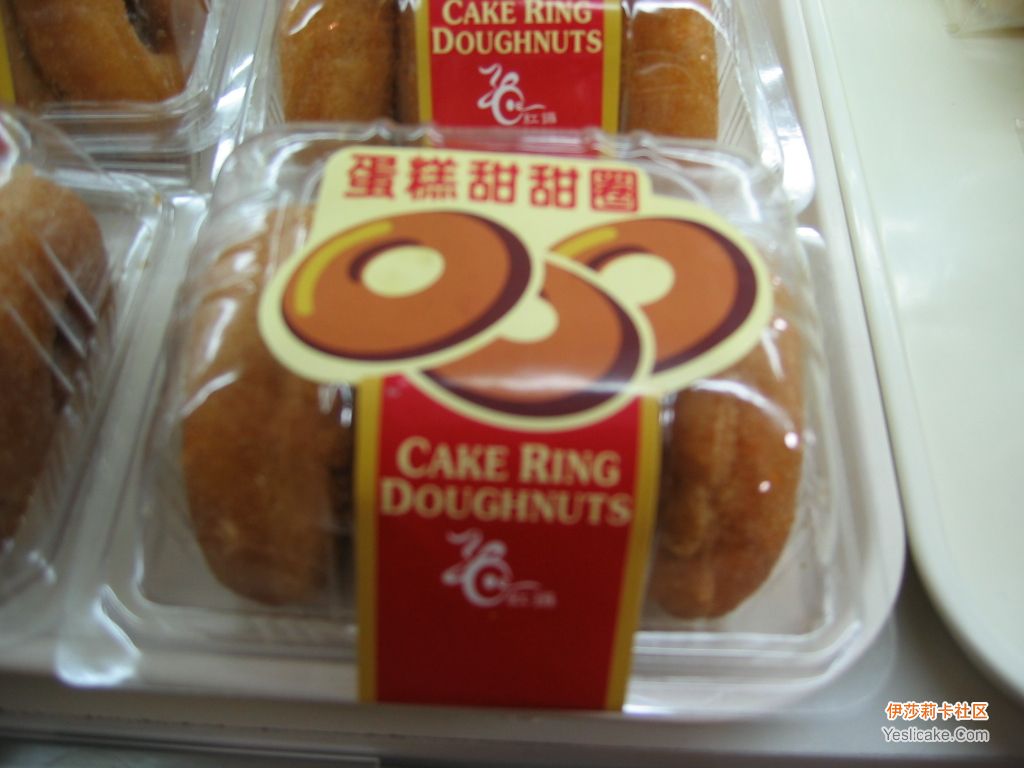 CAKE RING
DOUGHNUTS
蛋糕甜甜圈
CAKE RING
DOUGHNUTS
伊莎莉卡社区
Yeslicake.Com